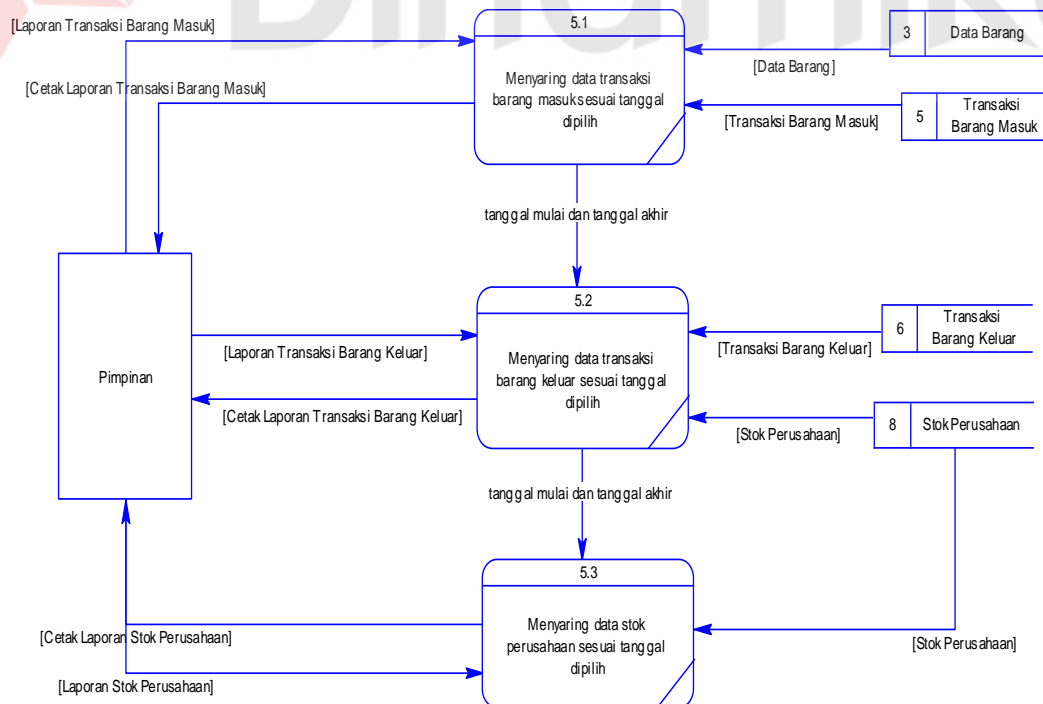 Dinamika
[Laporan Transaksi Barang Masuk]
[Cetak Laporan Transaksi Barang Masuk]
5.1
Menyaring data transaksi
barang masuk sesuai tanggal
dipilih
3
Data Barang
[Data Barang]
5
Transaksi
Barang Masuk
[Transaksi Barang Masuk]
tanggal mulai dan tanggal akhir
Pimpinan
[Laporan Transaksi Barang Keluar]
[Cetak Laporan Transaksi Barang Keluar]
5.2
Menyaring data transaksi
barang keluar sesuai tanggal
dipilih
6
Transaksi
Barang Keluar
[Transaksi Barang Keluar]
8
Stok Perusahaan
[Stok Perusahaan]
tanggal mulai dan tanggal akhir
5.3
Menyaring data stok
perusahaan sesuai tanggal
dipilih
[Cetak Laporan Stok Perusahaan]
[Laporan Stok Perusahaan]
[Stok Perusahaan]